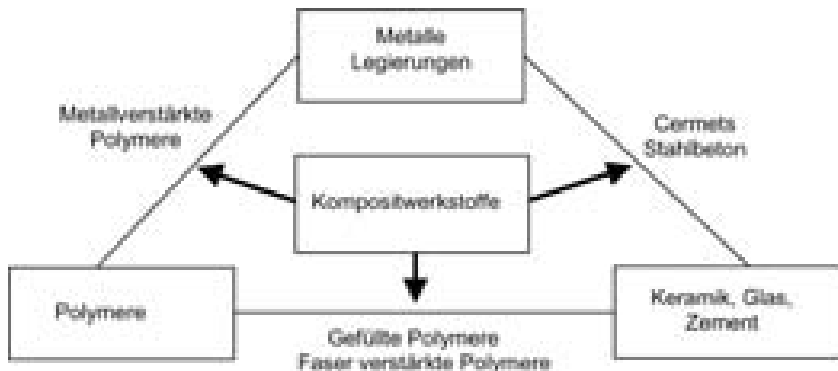 Metalle
Legierungen
Metallverstärkte
Polymere
Cermets
Stahlbeton
Kompositwerkstoffe
Polymere
Keramik, Glas,
Zement
Gefüllte Polymere
Faser verstärkte Polymere